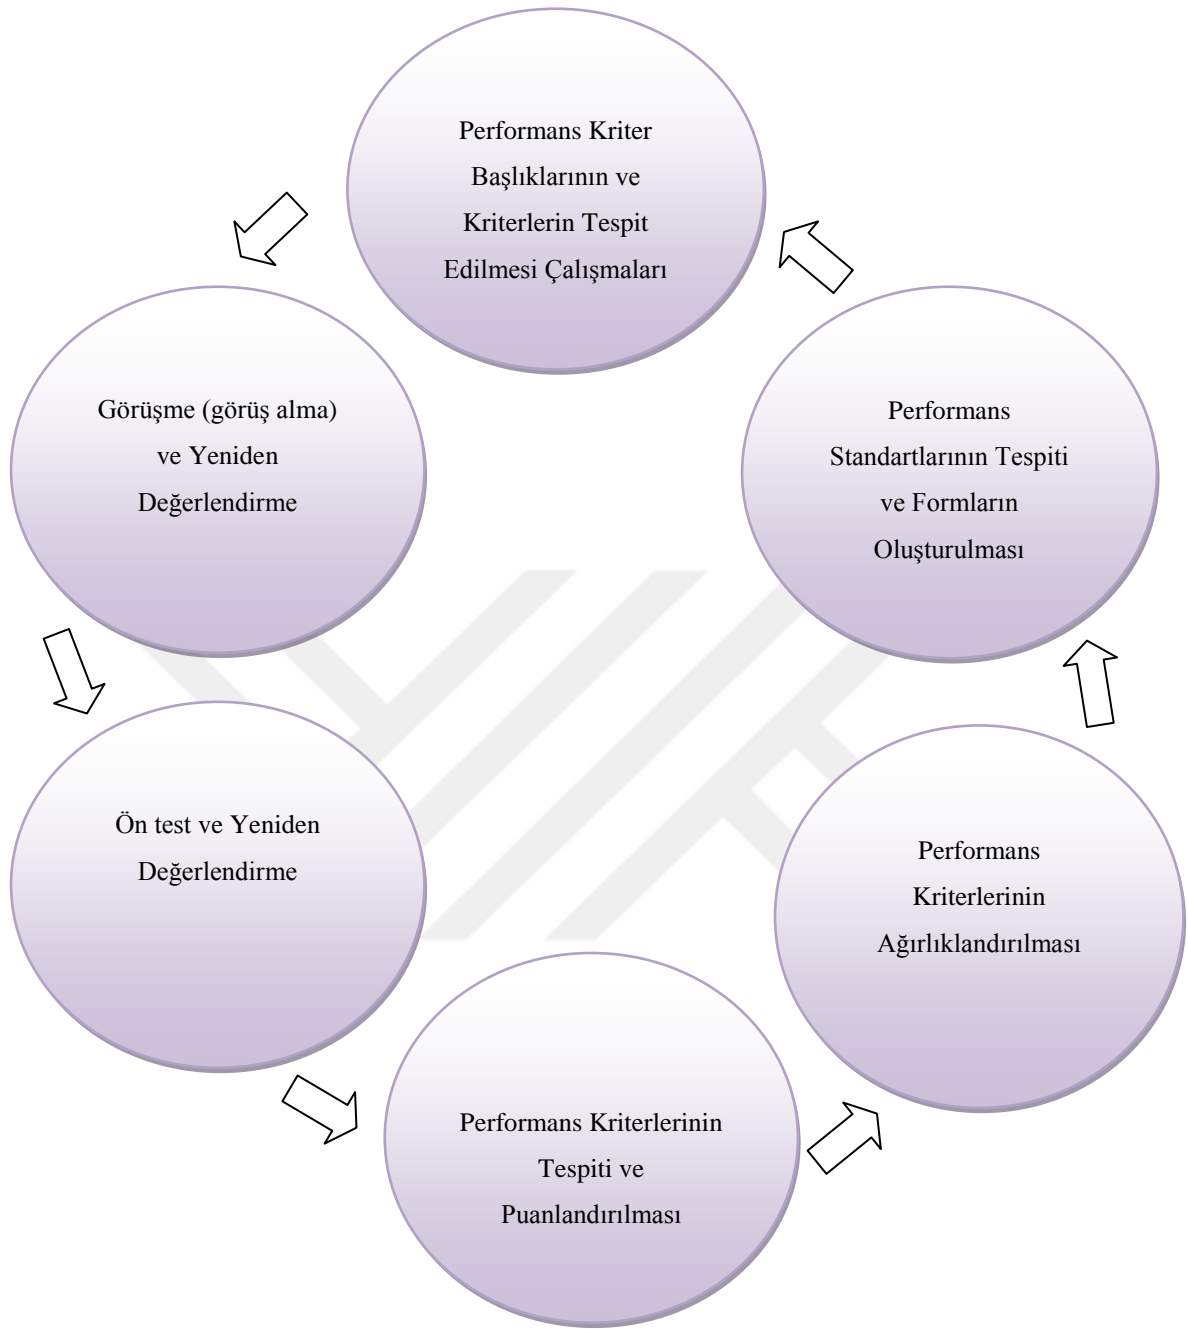 Performans Kriter
Başlıklarının ve
Kriterlerin Tespit
Edilmesi Çalışmaları
Görüşme (görüş alma)
ve Yeniden
Değerlendirme
Ön test ve Yeniden
Değerlendirme
Performans Kriterlerinin
Tespiti ve
Puanlandırılması
Performans
Kriterlerinin
Ağırlıklandırılması
Performans
Standartlarının Tespiti
ve Formların
Oluşturulması